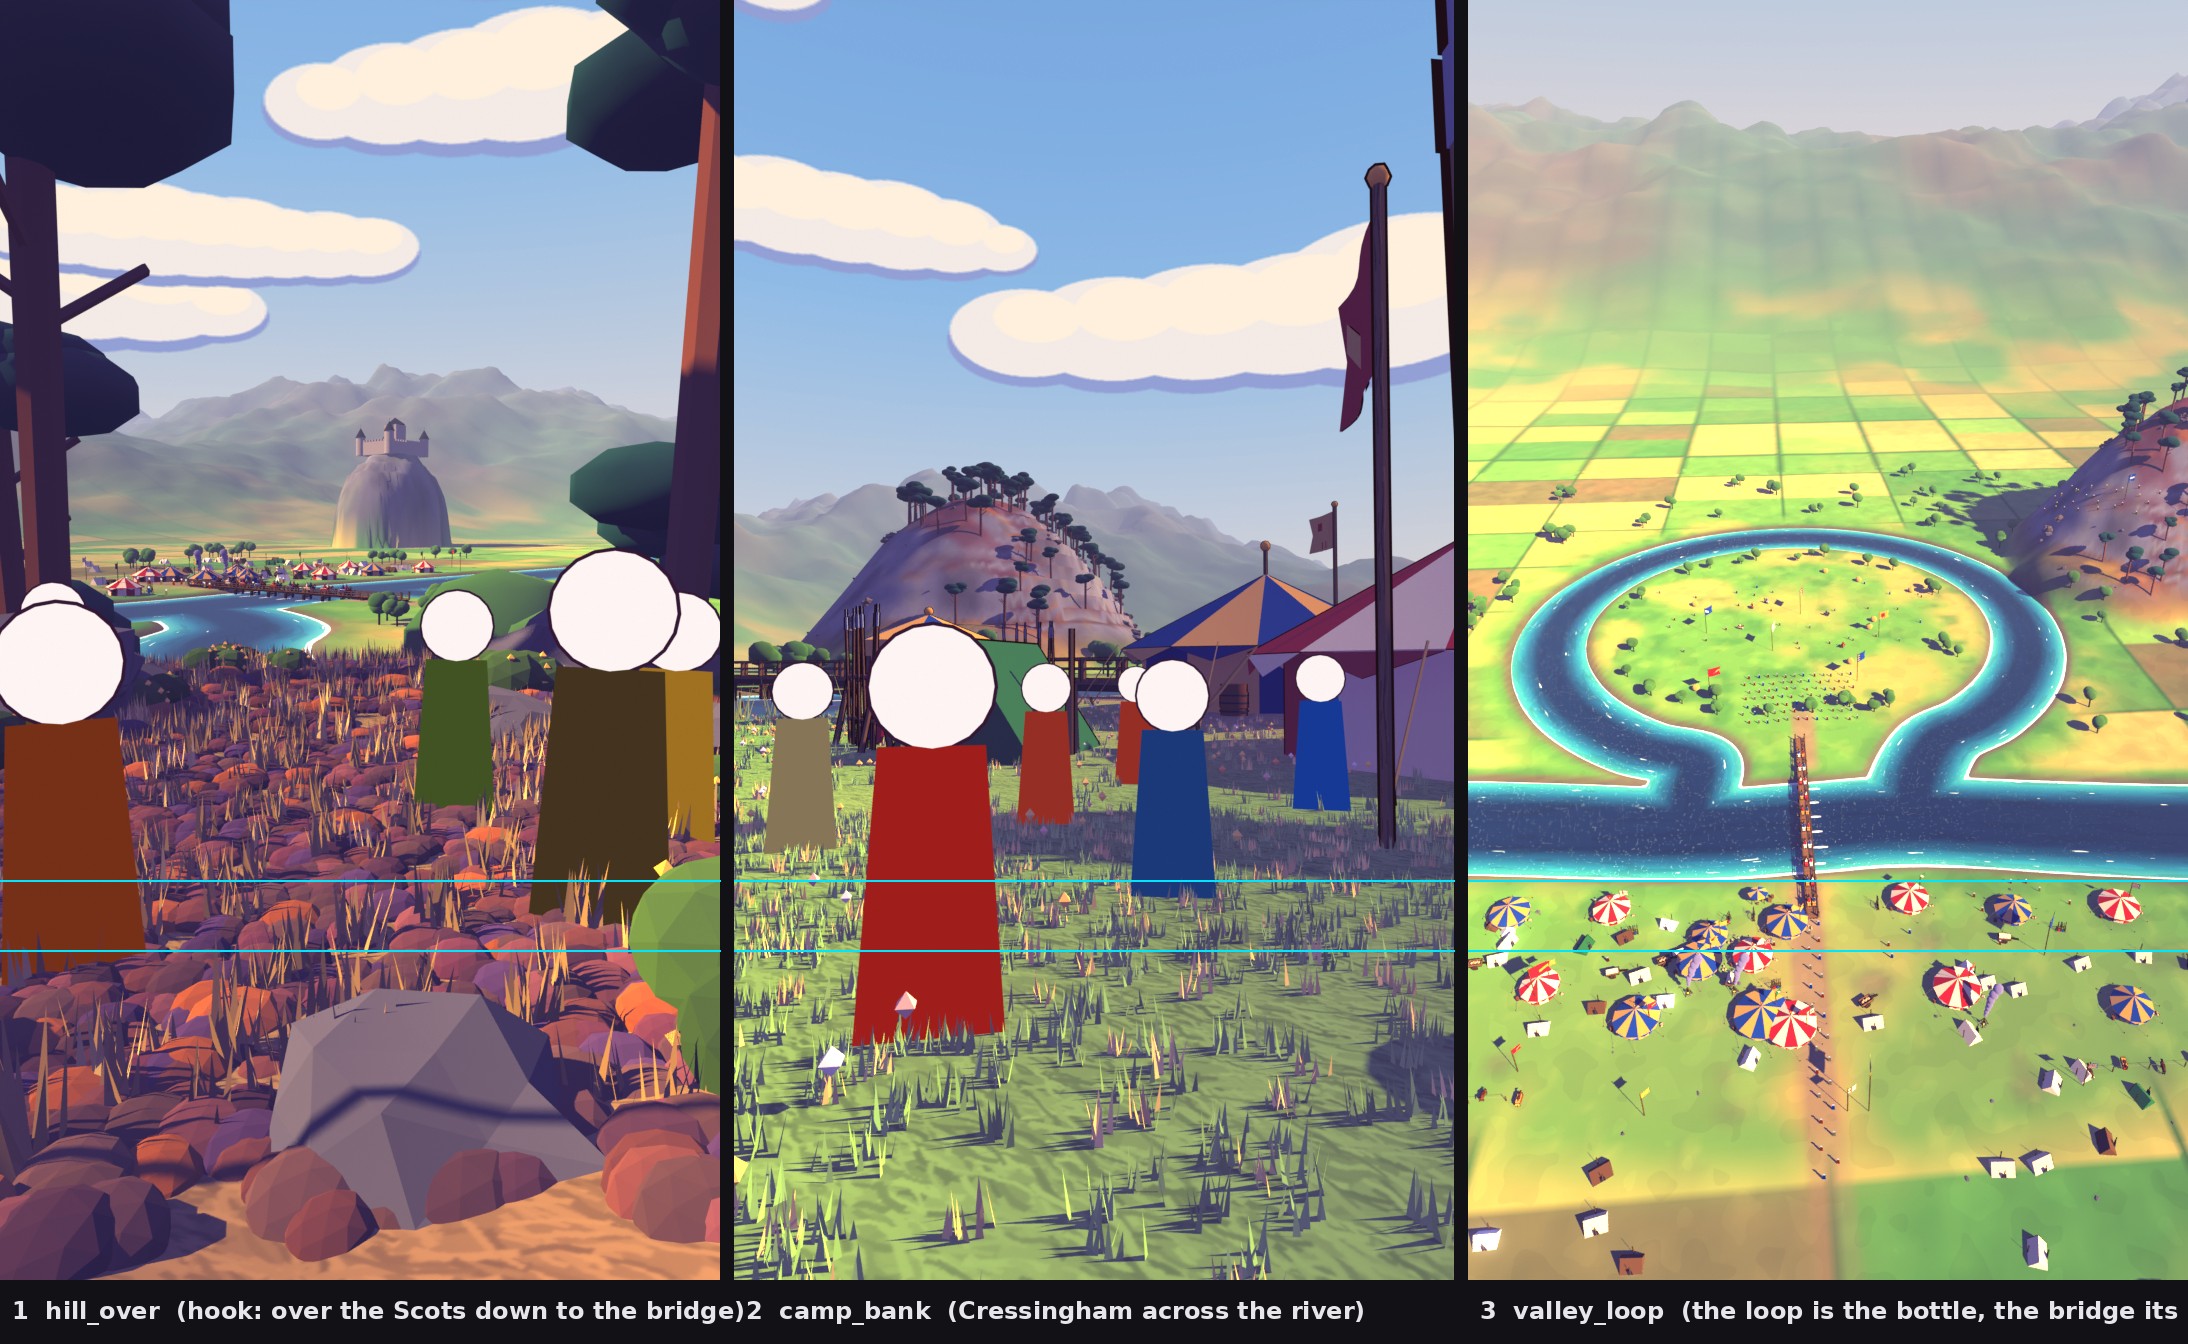 1 hill_over (hook: over the Scots down to the bridge)
2 camp_bank (Cressingham across the river)
3 valley_loop (the loop is the bottle, the bridge its